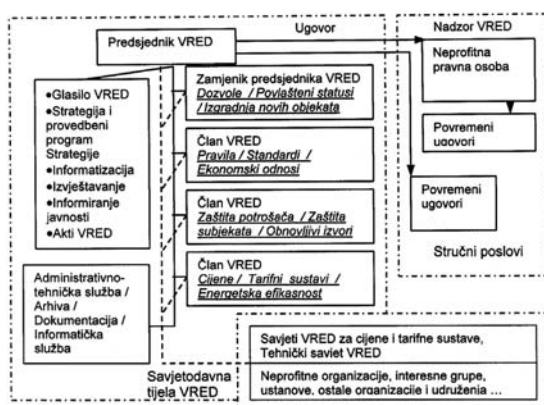 Ugovor
Nadzor VRED
Predsjednik VRED
Neprofitna
pravna osoba
Povremeni
ugovori
Povremeni
ugovori
Stručni poslovi
•Glasilo VRED
•Strategija i
provedbeni
program
Strategije
•Informatizacija
•Izvještavanje
•Informiranje
javnosti
•Akti VRED
Zamjenik predsjednika VRED
Dozvole / Povlašteni statusi
/ Izgradnja novih objekata
Član VRED
Pravila / Standardi /
Ekonomski odnosi
Član VRED
Zaštita potrošača / Zaštita
subjekata / Obnovljivi izvori
Član VRED
Cijene / Tarifni sustavi /
Energetska efikasnost
Administrativno-
tehnička služba /
Arhiva /
Dokumentacija /
Informatička
služba
Savjetodavna
tijela VRED
Savjeti VRED za cijene i tarifne sustave,
Tehnički savjet VRED
Neprofitne organizacije, interesne grupe,
ustanove, ostale organizacije i udruženja ...